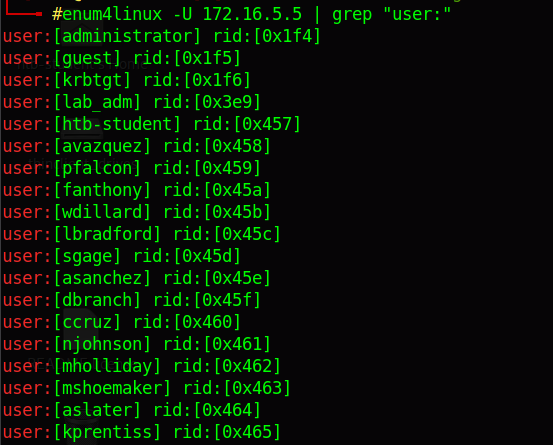 #enum4linux -U 172.16.5.5 | grep "user:"
user:[administrator] rid:[0x1f4]
user:[guest] rid:[0x1f5]
user:[krbtgt] rid:[0x1f6]
user:[lab_adm] rid:[0x3e9]
user:[htb-student] rid:[0x457]
user:[avazquez] rid:[0x458]
user:[pfalcon] rid:[0x459]
user:[fanthony] rid:[0x45a]
user:[wdillard] rid:[0x45b]
user:[lbradford] rid:[0x45c]
user:[sgage] rid:[0x45d]
user:[asanchez] rid:[0x45e]
user:[dbranch] rid:[0x45f]
user:[ccruz] rid:[0x460]
user:[njohnson] rid:[0x461]
user:[mholliday] rid:[0x462]
user:[mshoemaker] rid:[0x463]
user:[aslater] rid:[0x464]
user:[kprentiss] rid:[0x465]